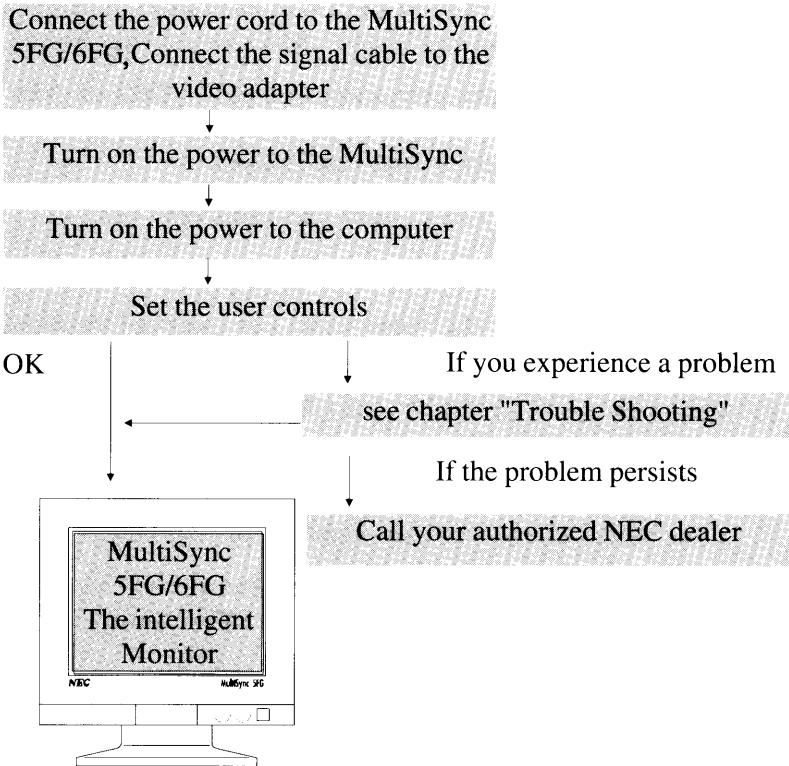 Connect the power cord to the MultiSync
5FG/6FG,Connect the signal cable to the
video adapter
Turn on the power to the MultiSync
Turn on the power to the computer
Set the user controls
OK
If you experience a problem
see chapter "Trouble Shooting"
If the problem persists
Call your authorized NEC dealer
MultiSync
5FG/6FG
The intelligent
Monitor
NEC
MultiSync 5FG